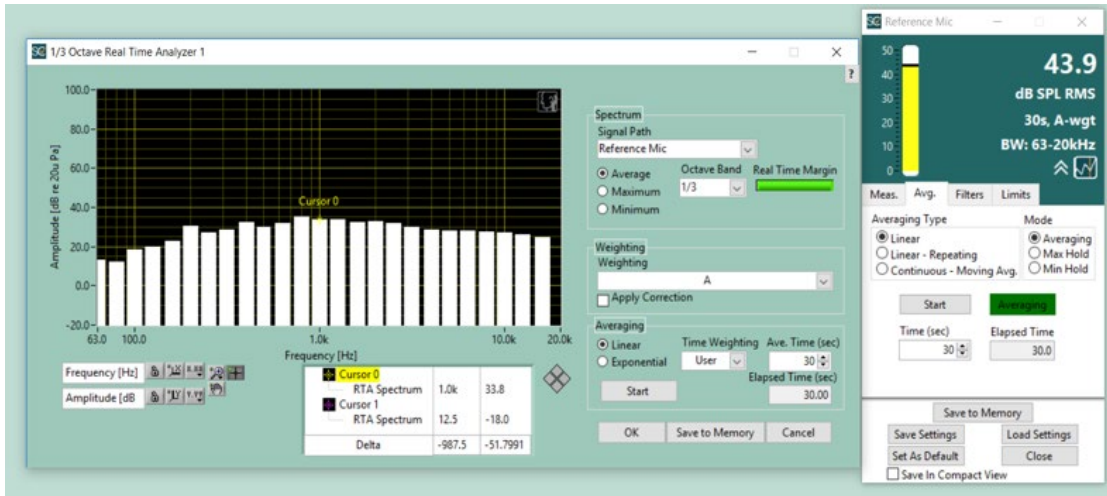 SC 1/3 Octave Real Time Analyzer 1
?
100.0
80.0
60.0
40.0
20.0
0.0
-20.0
Amplitude [dB re 20u Pa]
Cursor 0
63.0 100.0 1.0k 10.0k 20.0k
Frequency [Hz]
Frequency [Hz]
Amplitude [dB
Cursor 0
RTA Spectrum 1.0k 33.8
Cursor 1
RTA Spectrum 12.5 -18.0
Delta -987.5 -51.7991
Spectrum
Signal Path
Reference Mic
Average Octave Band Real Time Margin
Maximum 1/3
Minimum
Weighting
Weighting
A
Apply Correction
Averaging
Linear Time Weighting Ave. Time (sec)
Exponential User 30
Elapsed Time (sec)
Start 30.00
OK Save to Memory Cancel
SC Reference Mic
50
40
30
20
10
0
43.9
dB SPL RMS
30s, A-wgt
BW: 63-20kHz
Meas. Avg. Filters Limits
Averaging Type Mode
Linear Averaging
Linear - Repeating Max Hold
Continuous - Moving Avg. Min Hold
Start Averaging
Time (sec) Elapsed Time
30 30.0
Save to Memory
Save Settings Load Settings
Set As Default Close
Save In Compact View